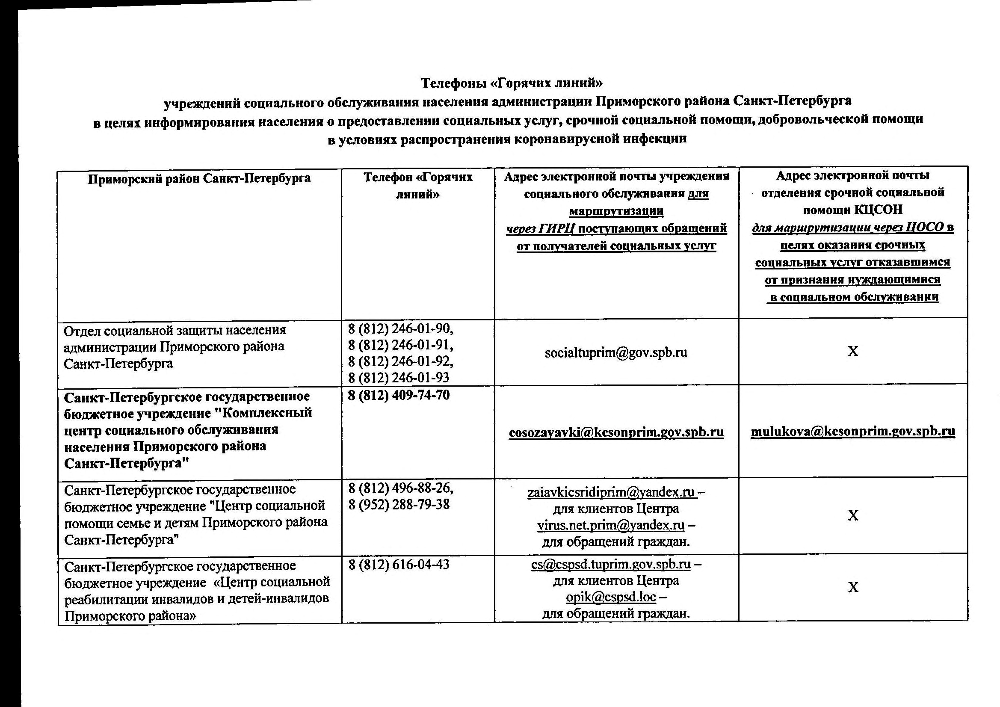 Телефоны «Горячих линий»
учреждений социального обслуживания населения администрации Приморского района Санкт-Петербурга
в целях информирования населения о предоставлении социальных услуг, срочной социальной помощи, добровольческой помощи
в условиях распространения коронавирусной инфекции
Приморский район Санкт-Петербурга
Телефон «Горячих
линий»
Адрес электронной почты учреждения
социального обслуживания для
маршрутизации
через ГИРЦ поступающих обращений
от получателей социальных услуг
Адрес электронной почты
отделения срочной социальной
помощи КЦСОН
для маршрутизации через ЦОСО в
целях оказания срочных
социальных услуг отказавшимся
от признания нуждающимися
в социальном обслуживании
Отдел социальной защиты населения
администрации Приморского района
Санкт-Петербурга
8 (812) 246-01-90,
8 (812) 246-01-91,
8 (812) 246-01-92,
8 (812) 246-01-93
socialtuprim@gov.spb.ru
X
Санкт-Петербургское государственное
бюджетное учреждение "Комплексный
центр социального обслуживания
населения Приморского района
Санкт-Петербурга"
8 (812) 409-74-70
cosozayavki@kcsonprim.gov.spb.ru
mulukova@kcsonprim.gov.spb.ru
Санкт-Петербургское государственное
бюджетное учреждение "Центр социальной
помощи семье и детям Приморского района
Санкт-Петербурга"
8 (812) 496-88-26,
8 (952) 288-79-38
zaiavkicsridiprim@yandex.ru –
для клиентов Центра
virus.net.prim@yandex.ru –
для обращений граждан.
X
Санкт-Петербургское государственное
бюджетное учреждение «Центр социальной
реабилитации инвалидов и детей-инвалидов
Приморского района»
8 (812) 616-04-43
cs@cspsd.tuprim.gov.spb.ru –
для клиентов Центра
opik@cspsd.loc –
для обращений граждан.
X